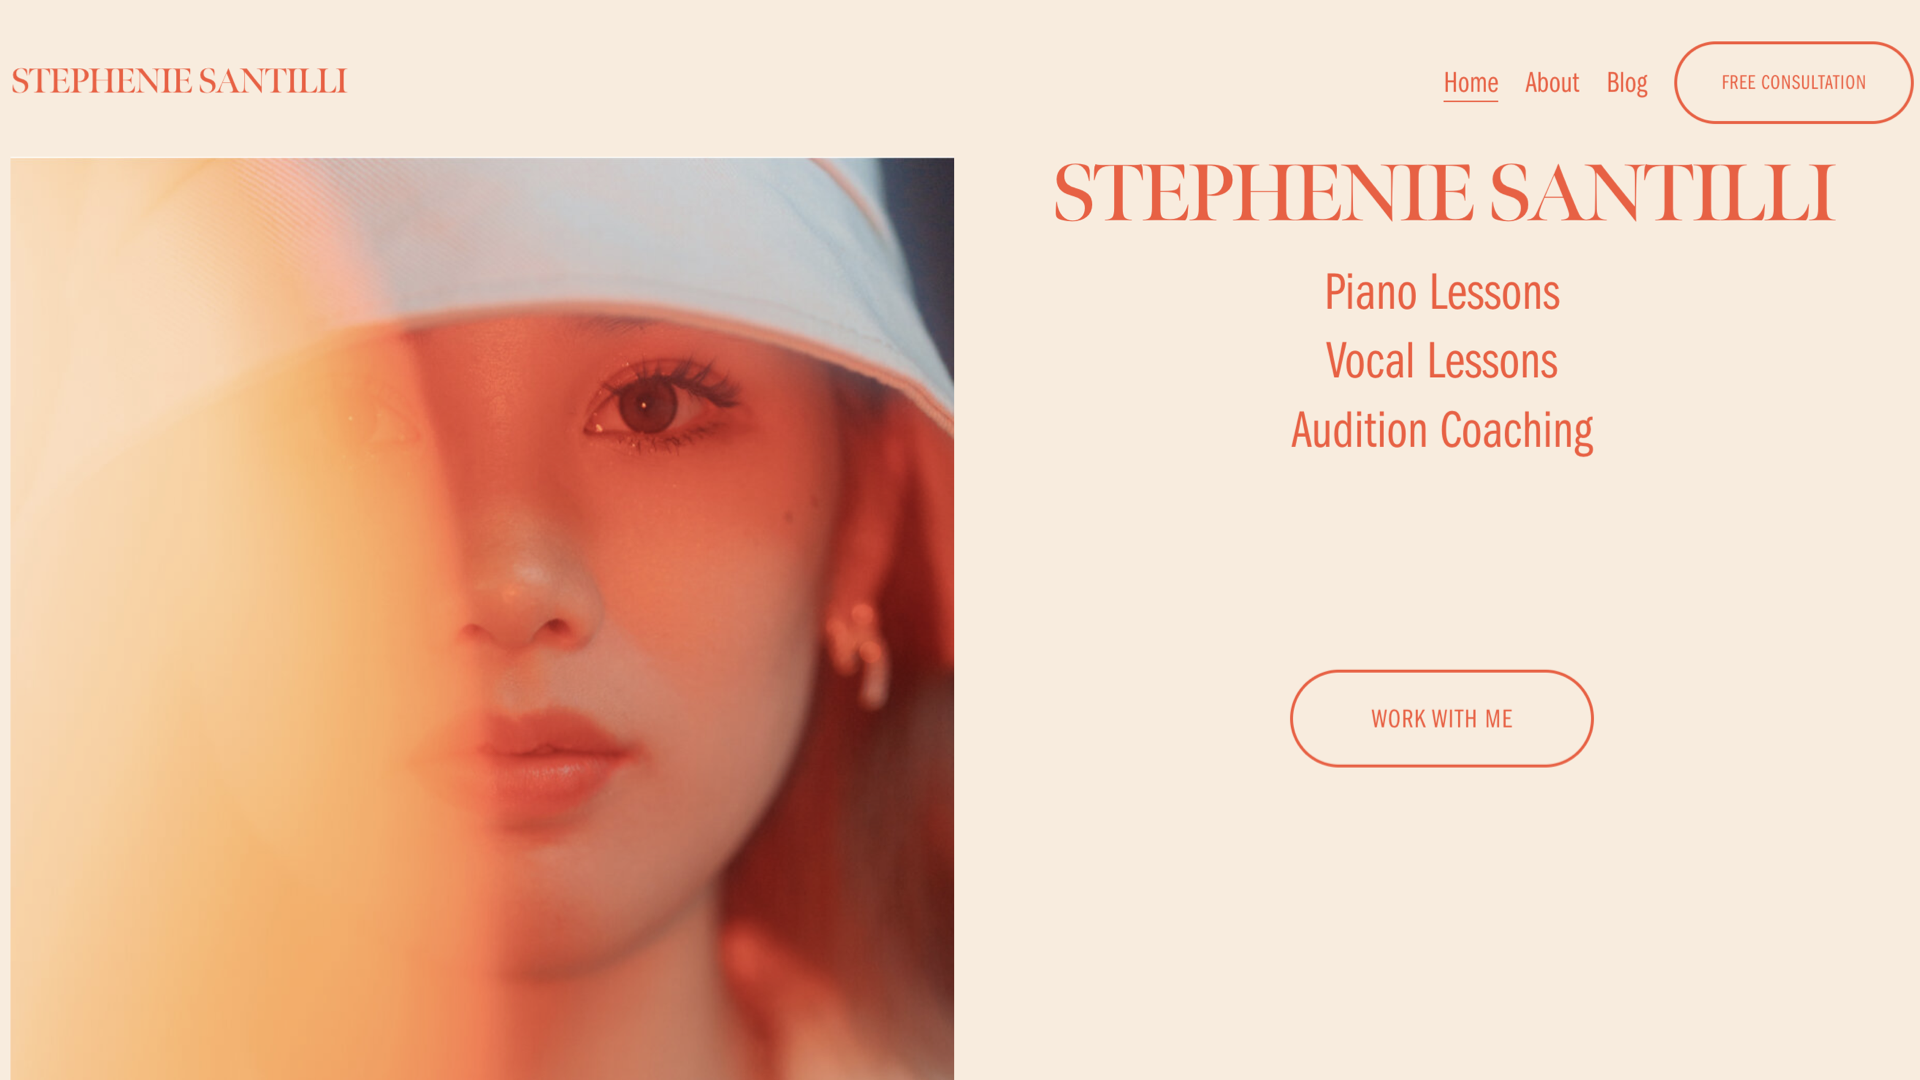 STEPHENIE SANTILLI
Home About Blog FREE CONSULTATION
STEPHENIE SANTILLI
Piano Lessons
Vocal Lessons
Audition Coaching
WORK WITH ME